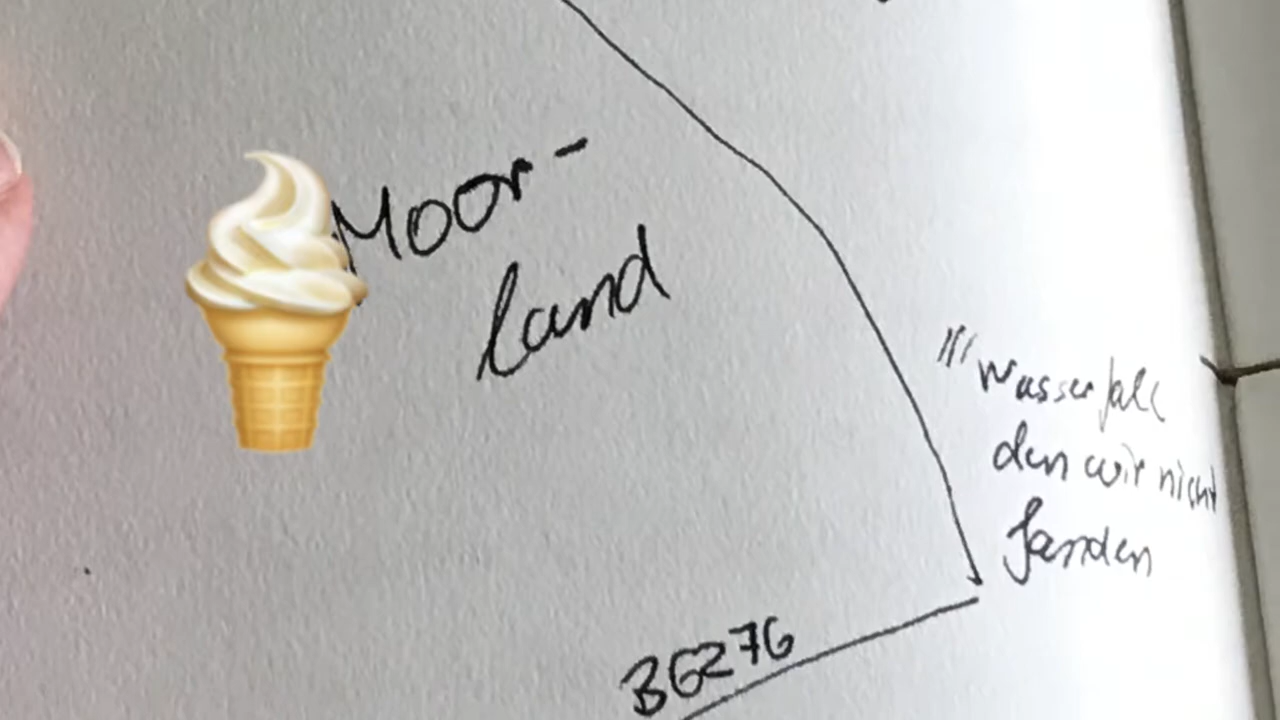 Moor-
land
Wasserfall
den wir nicht
fanden
B6276